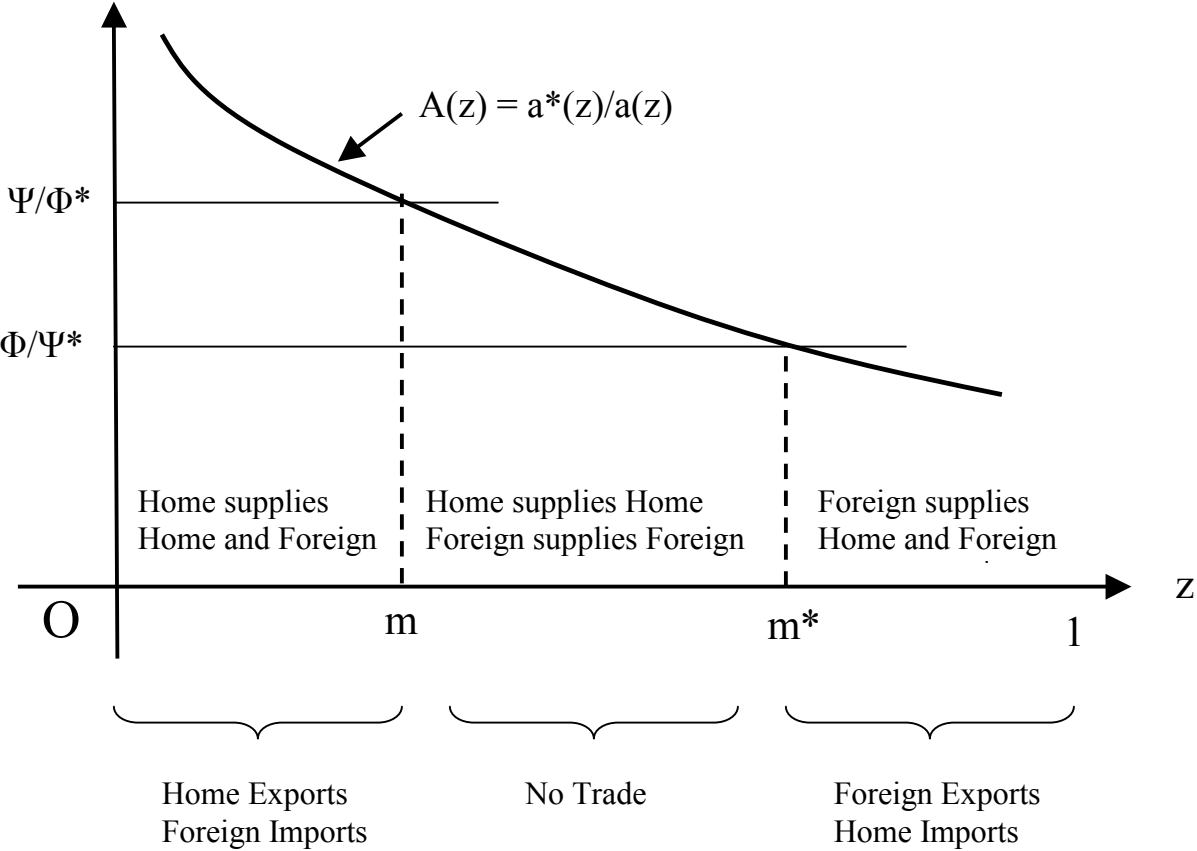 A(z) = a*(z)/a(z)
Ψ/Φ*
Φ/Ψ*
Home supplies
Home and Foreign
Home supplies Home
Foreign supplies Foreign
Foreign supplies
Home and Foreign
O
m
m*
1
z
Home Exports
Foreign Imports
No Trade
Foreign Exports
Home Imports